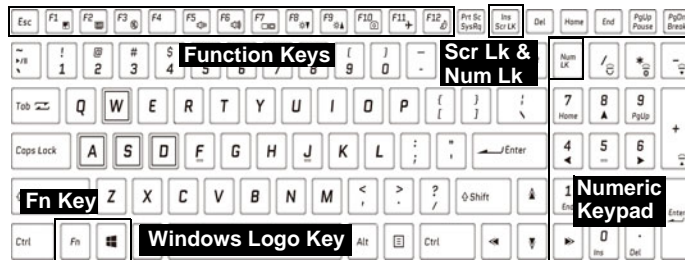 Esc F1 F2 F3 F4 F5 F6 F7 F8 F9 F10 F11 F12 Prt Sc SysRq Ins Scr LK Del Home End PgUp Pause PgDn Break
~ ! 1 @ 2 # 3 $ 4 Function Keys ( 9 ) 0 - Scr Lk & Num Lk Num LK / * -
Tab Q W E R T Y U I O P { [ } ] | \ 7 Home 8 9 PgUp +
Caps Lock A S D F G H J K L : ; " ' Enter 4 5 6
Fn Key Z X C V B N M < , > . ? / Shift 1 End Numeric Keypad Enter
Ctrl Fn Windows Logo Key Alt Ctrl 0 Ins . Del